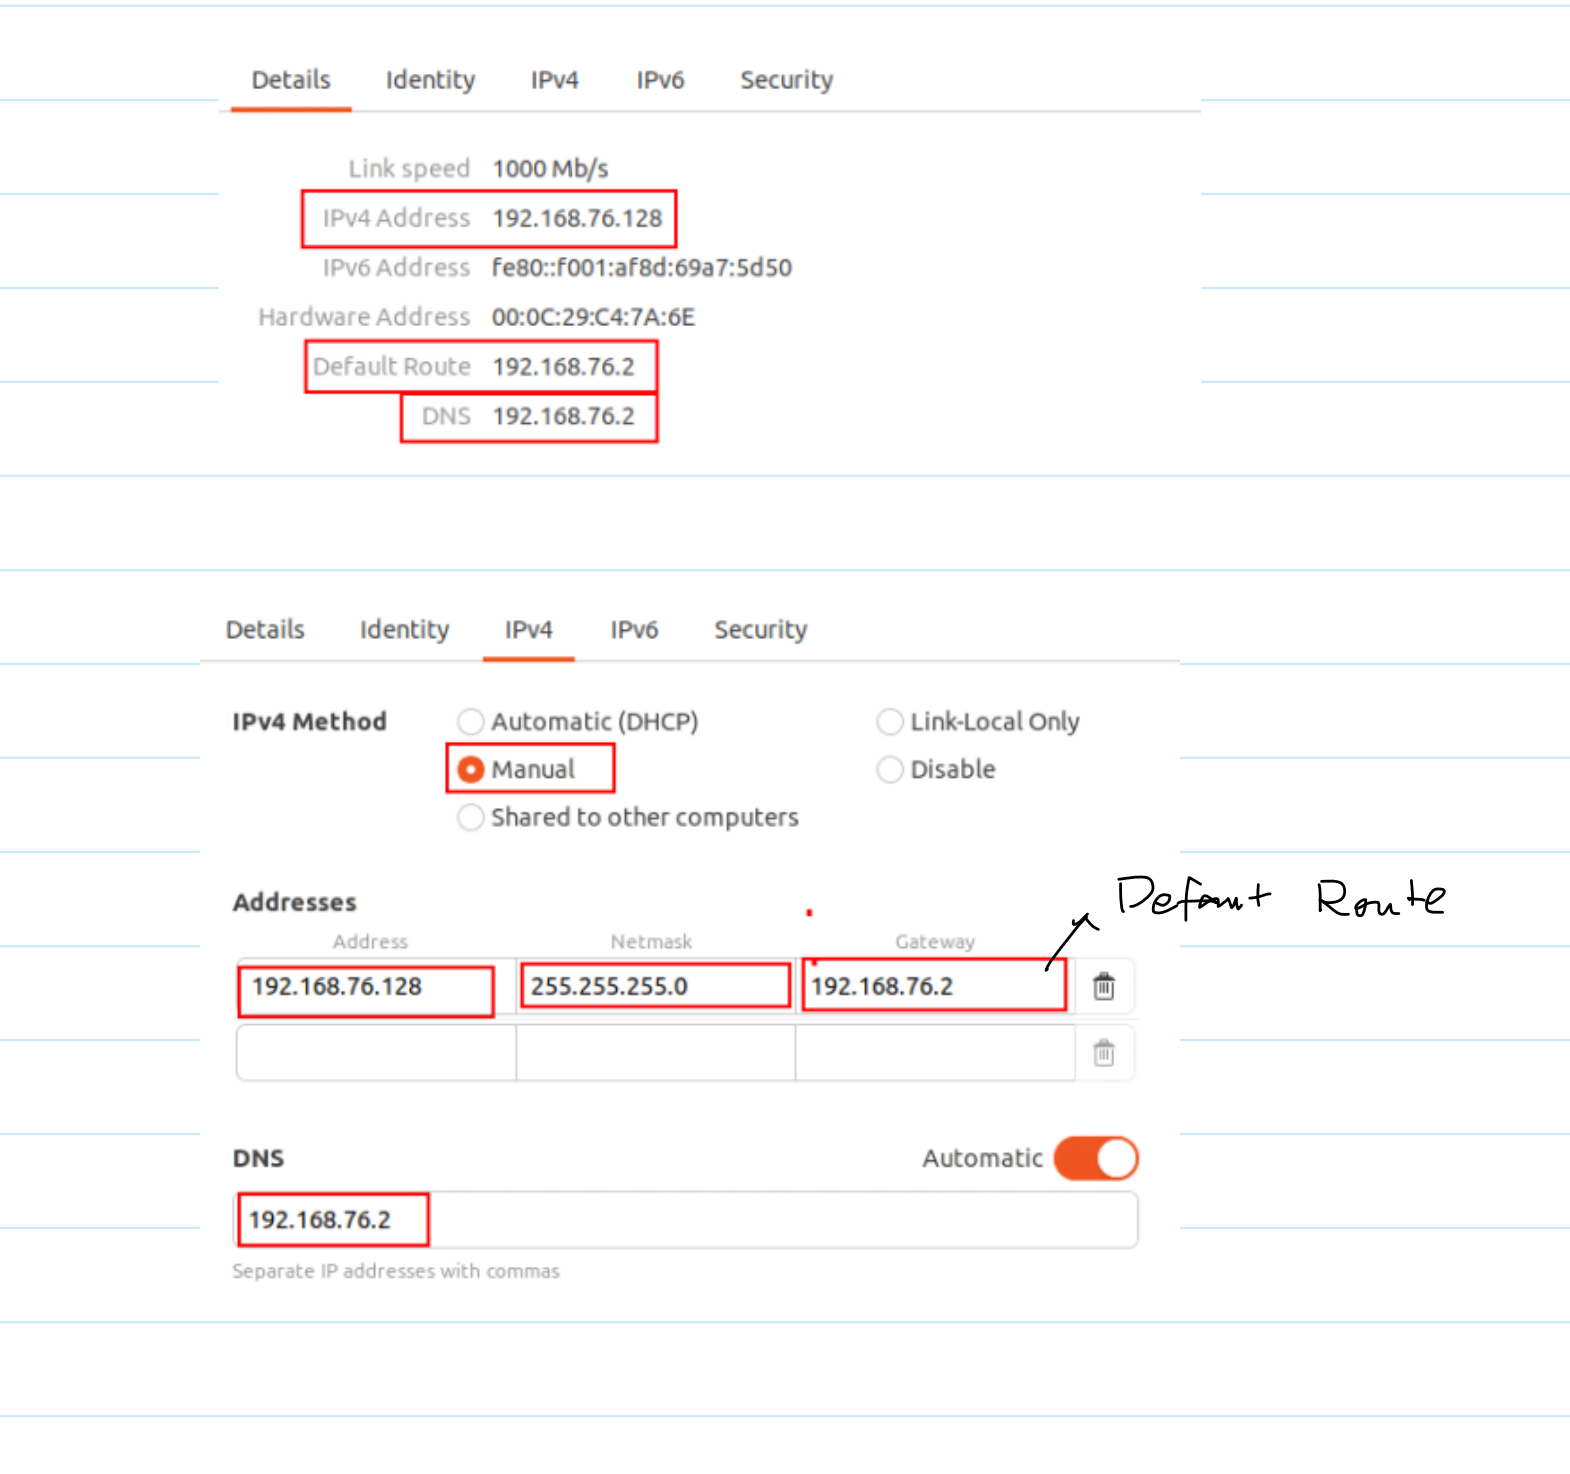 Details Identity IPv4 IPv6 Security
Link speed 1000 Mb/s
IPv4 Address 192.168.76.128
IPv6 Address fe80::f001:af8d:69a7:5d50
Hardware Address 00:0C:29:C4:7A:6E
Default Route 192.168.76.2
DNS 192.168.76.2
Details Identity IPv4 IPv6 Security
IPv4 Method Automatic (DHCP) Link-Local Only
Manual Disable
Shared to other computers
Default Route
Addresses
Address Netmask Gateway
192.168.76.128 255.255.255.0 192.168.76.2
DNS Automatic
192.168.76.2
Separate IP addresses with commas